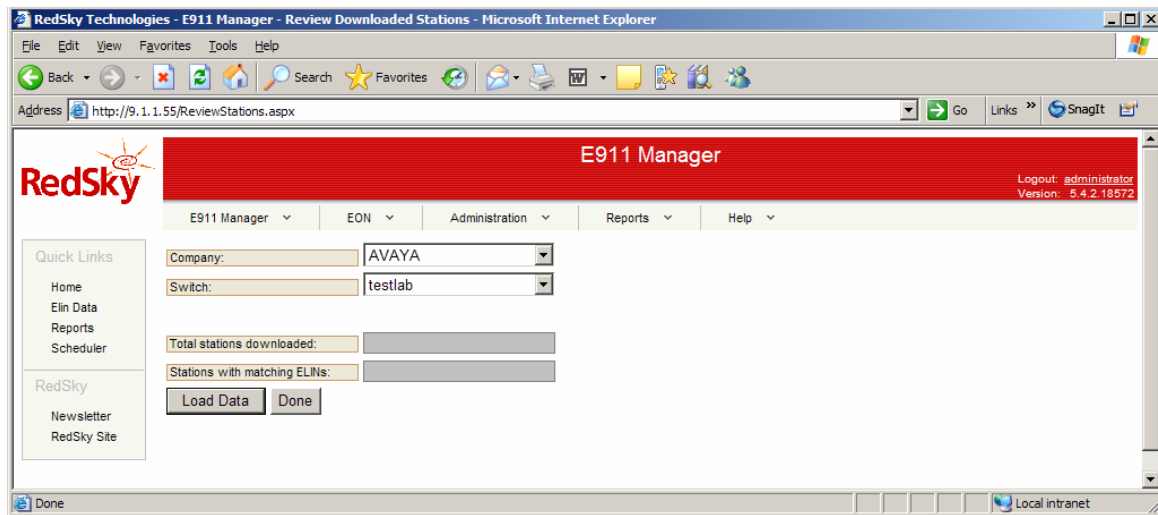 RedSky Technologies - E911 Manager - Review Downloaded Stations - Microsoft Internet Explorer
File Edit View Favorites Tools Help
Back Search Favorites
Address http://9.1.1.55/ReviewStations.aspx Go Links » SnagIt
RedSky
E911 Manager
Logout: administrator
Version: 5.4.2.18572
E911 Manager EON Administration Reports Help
Quick Links
Home
Elin Data
Reports
Scheduler
RedSky
Newsletter
RedSky Site
Company: AVAYA
Switch: testlab
Total stations downloaded:
Stations with matching ELINs:
Load Data Done
Done Local intranet